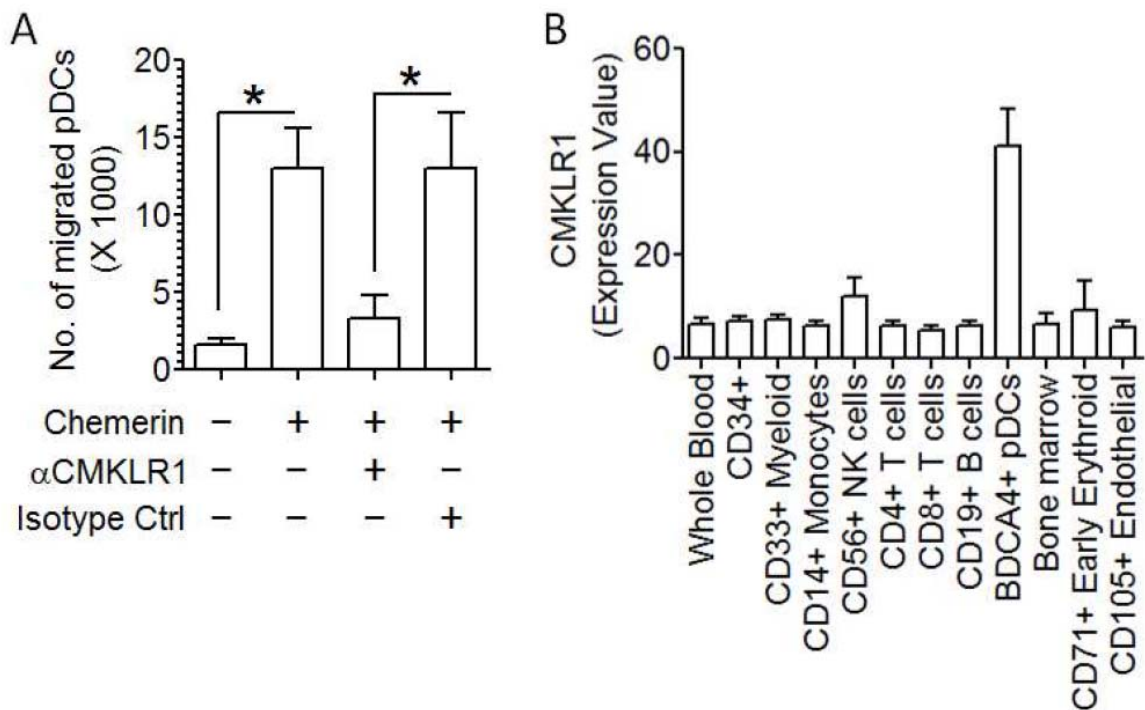 A
No. of migrated pDCs
(X 1000)
20
15
10
5
0
*
*
Chemerin − + + +
αCMKLR1 − − + −
Isotype Ctrl − − − +
B
CMKLR1
(Expression Value)
60
40
20
0
Whole Blood
CD34+
CD33+ Myeloid
CD14+ Monocytes
CD56+ NK cells
CD4+ T cells
CD8+ T cells
CD19+ B cells
BDCA4+ pDCs
Bone marrow
CD71+ Early Erythroid
CD105+ Endothelial